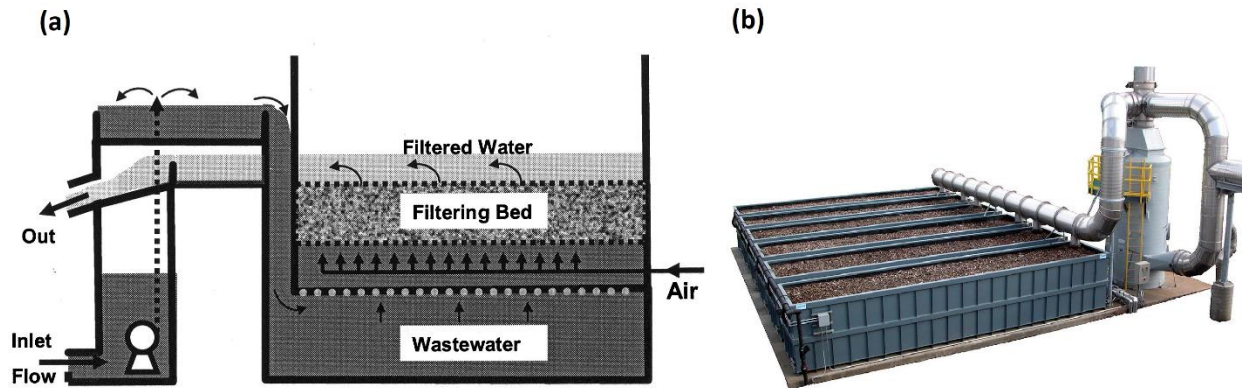 (a)
(b)
Filtered Water
Filtering Bed
Out
Air
Inlet
Flow
Wastewater